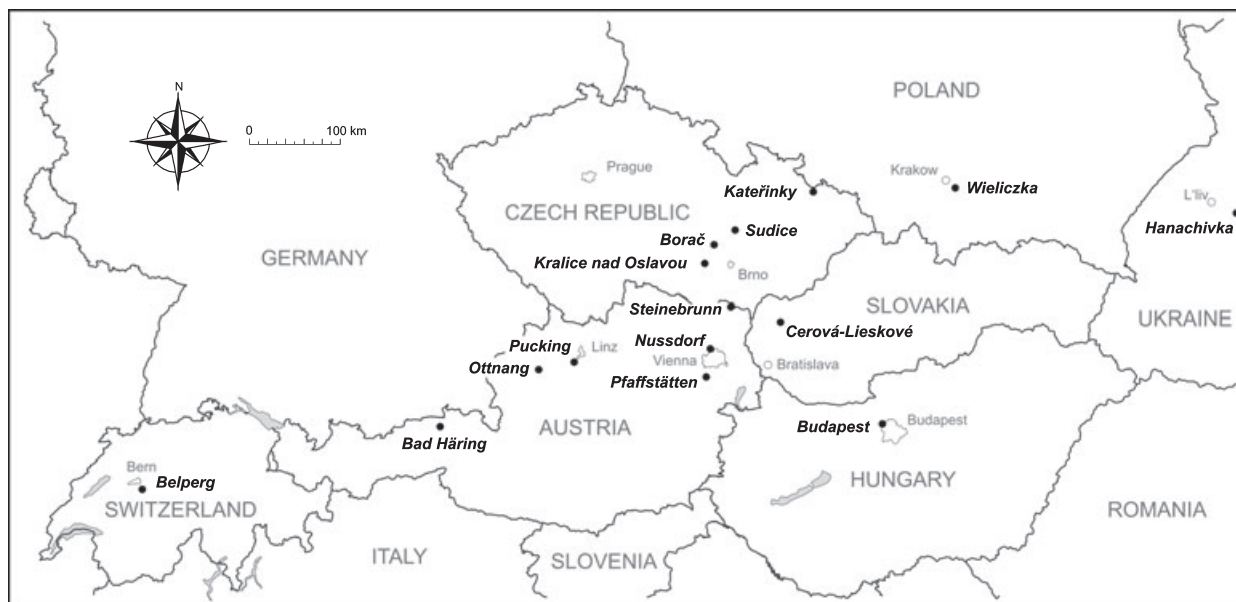 N
0 100 km
POLAND
Prague
Krakow
Kateřinky
Wieliczka
L'liv
CZECH REPUBLIC
Hanachivka
Sudice
Borač
GERMANY
Kralice nad Oslavou
Brno
SLOVAKIA
Steinebrunn
UKRAINE
Cerová-Lieskové
Nussdorf
Pucking
Linz
Vienna
Bratislava
Ottnang
Pfaffstätten
Budapest
Budapest
AUSTRIA
Bad Häring
Bern
HUNGARY
Belperg
SWITZERLAND
ROMANIA
ITALY
SLOVENIA